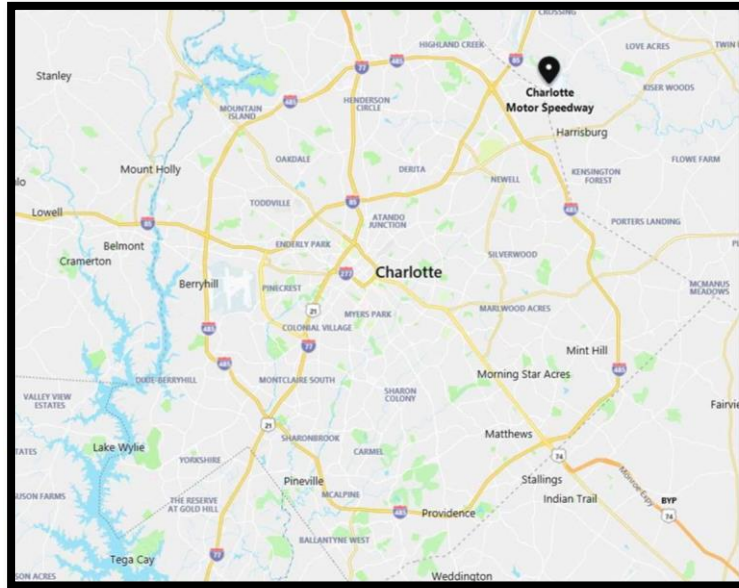 CROSSING
HIGHLAND CREEK
77
485
85
LOVE ACRES
TWIN
Stanley
Charlotte
Motor Speedway
KISER WOODS
485
MOUNTAIN
ISLAND
HENDERSON
CIRCLE
Harrisburg
OAKDALE
DERITA
NEWELL
KENSINGTON
FOREST
FLOWE FARM
Mount Holly
TODDVILLE
85
ATANDO
JUNCTION
485
PORTERS LANDING
Lowell
85
Belmont
ENDERLY PARK
SILVERWOOD
Cramerton
Berryhill
PINECREST
277
Charlotte
MCMANUS
MEADOWS
21
MYERS PARK
MARLWOOD ACRES
485
COLONIAL VILLAGE
77
Mint Hill
485
485
DIXIE-BERRYHILL
MONTCLAIRE SOUTH
Morning Star Acres
SHARON
COLONY
VALLEY VIEW
ESTATES
21
Matthews
Lake Wylie
SHARONBROOK
CARMEL
74
YORKSHIRE
Stallings
Pineville
MCALPINE
Indian Trail
Monroe Expy
BYP
74
THE RESERVE
AT GOLD HILL
485
Providence
BALLANTYNE WEST
77
Tega Cay
Weddington